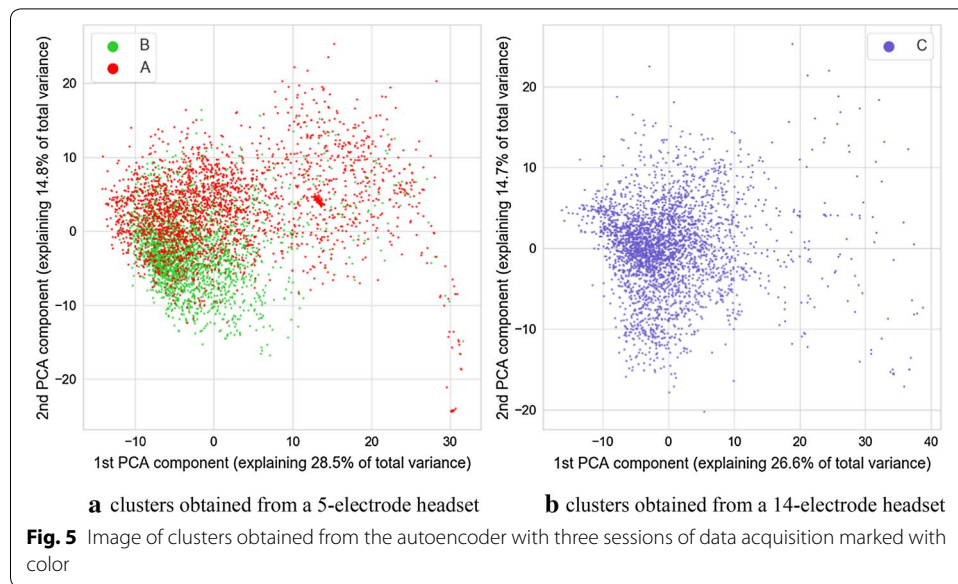 B
A
2nd PCA component (explaining 14.8% of total variance)
20
10
0
−10
−20
−10 0 10 20 30
1st PCA component (explaining 28.5% of total variance)
a clusters obtained from a 5-electrode headset
C
2nd PCA component (explaining 14.7% of total variance)
20
10
0
−10
−20
−10 0 10 20 30 40
1st PCA component (explaining 26.6% of total variance)
b clusters obtained from a 14-electrode headset
Fig. 5 Image of clusters obtained from the autoencoder with three sessions of data acquisition marked with
color